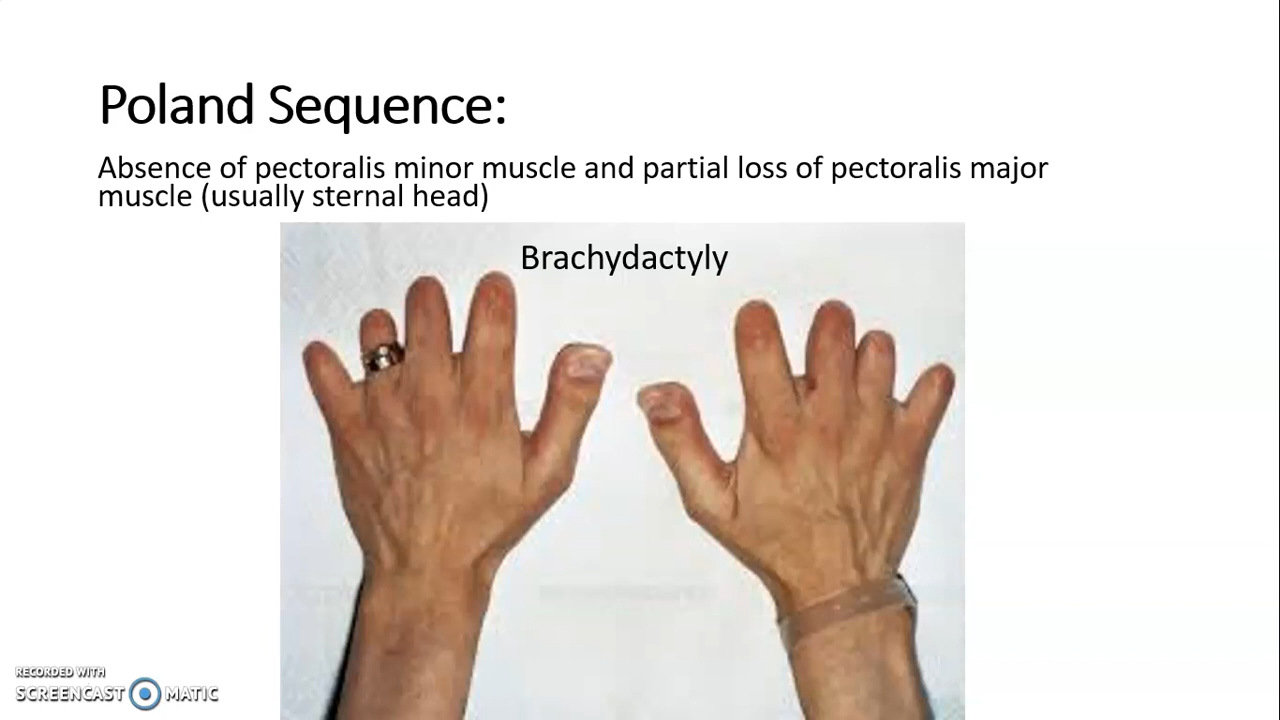 Poland Sequence:
Absence of pectoralis minor muscle and partial loss of pectoralis major
muscle (usually sternal head)
Brachydactyly
RECORDED WITH
SCREENCAST MATIC